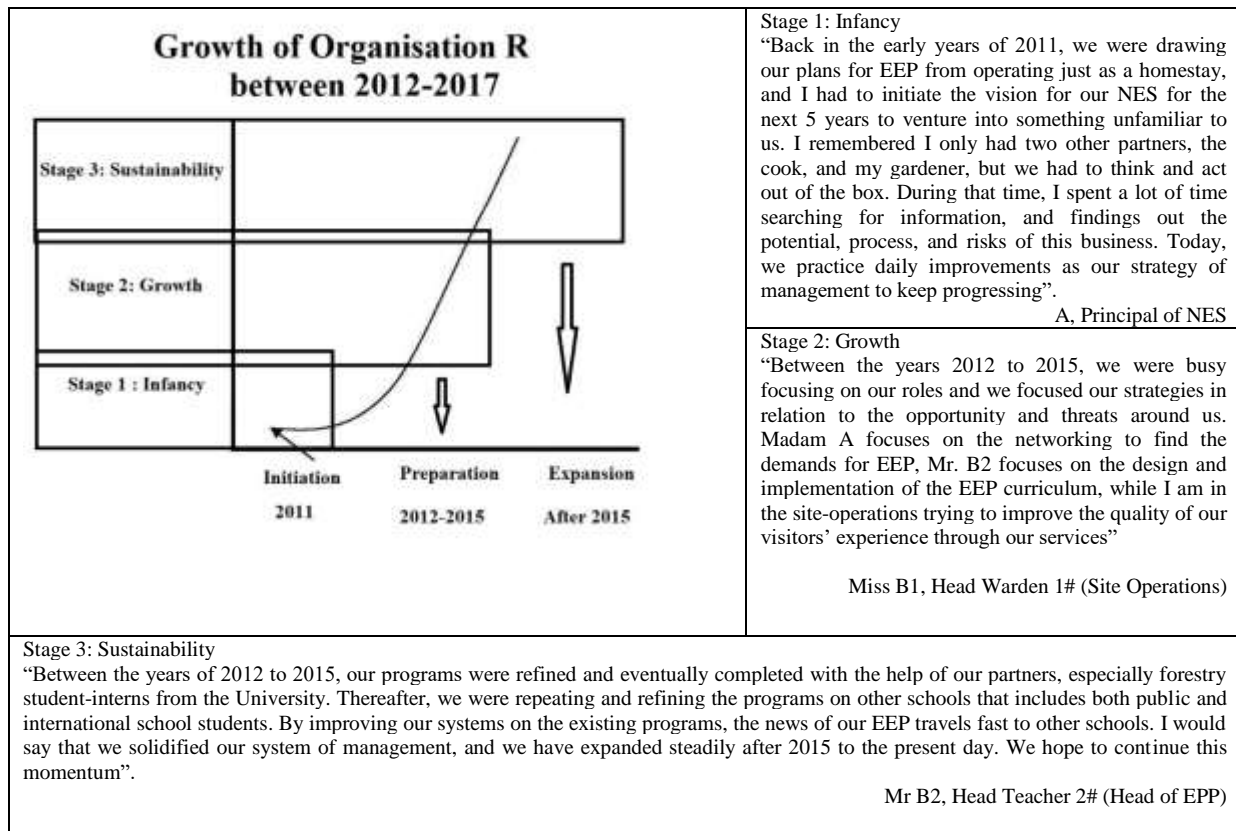 Growth of Organisation R
between 2012-2017
Stage 3: Sustainability
Stage 2: Growth
Stage 1 : Infancy
Initiation
2011
Preparation
2012-2015
Expansion
After 2015
Stage 1: Infancy
“Back in the early years of 2011, we were drawing
our plans for EEP from operating just as a homestay,
and I had to initiate the vision for our NES for the
next 5 years to venture into something unfamiliar to
us. I remembered I only had two other partners, the
cook, and my gardener, but we had to think and act
out of the box. During that time, I spent a lot of time
searching for information, and findings out the
potential, process, and risks of this business. Today,
we practice daily improvements as our strategy of
management to keep progressing”.
A, Principal of NES
Stage 2: Growth
“Between the years 2012 to 2015, we were busy
focusing on our roles and we focused our strategies in
relation to the opportunity and threats around us.
Madam A focuses on the networking to find the
demands for EEP, Mr. B2 focuses on the design and
implementation of the EEP curriculum, while I am in
the site-operations trying to improve the quality of our
visitors’ experience through our services”
Miss B1, Head Warden 1# (Site Operations)
Stage 3: Sustainability
“Between the years of 2012 to 2015, our programs were refined and eventually completed with the help of our partners, especially forestry
student-interns from the University. Thereafter, we were repeating and refining the programs on other schools that includes both public and
international school students. By improving our systems on the existing programs, the news of our EEP travels fast to other schools. I would
say that we solidified our system of management, and we have expanded steadily after 2015 to the present day. We hope to continue this
momentum”.
Mr B2, Head Teacher 2# (Head of EPP)